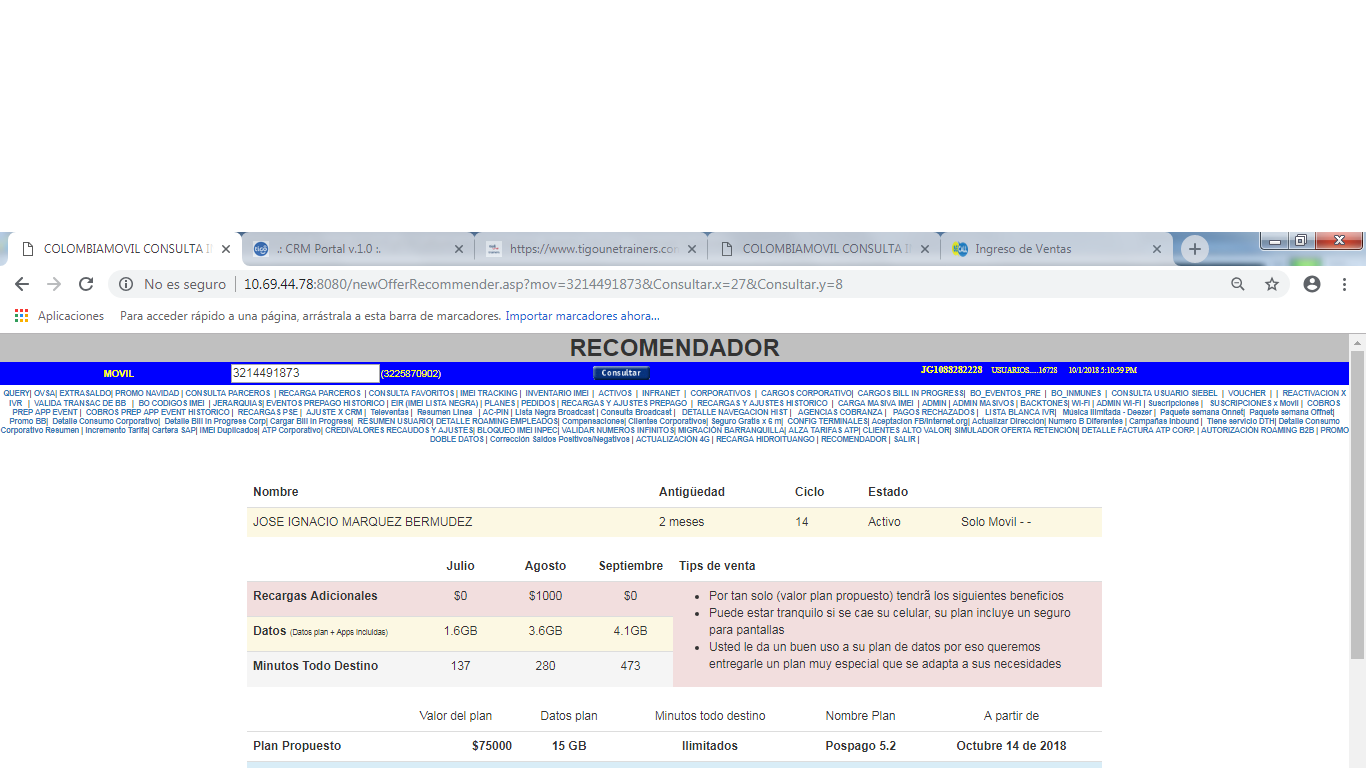 COLOMBIAMOVIL CONSULTA I
.: CRM Portal v.1.0 :.
https://www.tigounetrainers.co
COLOMBIAMOVIL CONSULTA I
Ingreso de Ventas
No es seguro | 10.69.44.78:8080/newOfferRecommender.asp?mov=3214491873&Consultar.x=27&Consultar.y=8
Aplicaciones Para acceder rápido a una página, arrástrala a esta barra de marcadores. Importar marcadores ahora...
RECOMENDADOR
MOVIL 3214491873 (3225870902) Consultar JG1088282228 USUARIOS.....16728 10/1/2018 5:10:59 PM
QUERY| OVSA| EXTRASALDO| PROMO NAVIDAD | CONSULTA PARCEROS | RECARGA PARCEROS | CONSULTA FAVORITOS | IMEI TRACKING | INVENTARIO IMEI | ACTIVOS | INFRANET | CORPORATIVOS | CARGOS CORPORATIVO| CARGOS BILL IN PROGRESS| BO_EVENTOS_PRE | BO_INMUNES | CONSULTA USUARIO SIEBEL | VOUCHER | | REACTIVACION X
IVR | VALIDA TRANSAC DE BB | BO CODIGOS IMEI | JERARQUIAS| EVENTOS PREPAGO HISTORICO | EIR (IMEI LISTA NEGRA) | PLANES | PEDIDOS | RECARGAS Y AJUSTES PREPAGO | RECARGAS Y AJUSTES HISTORICO | CARGA MASIVA IMEI | ADMIN | ADMIN MASIVOS | BACKTONES| WI-FI | ADMIN WI-FI | Suscripciones | SUSCRIPCIONES x Movil | COBROS
PREP APP EVENT | COBROS PREP APP EVENT HISTORICO | RECARGAS PSE | AJUSTE X CRM | Televentas | Resumen Linea | AC-PIN | Lista Negra Broadcast | Consulta Broadcast | DETALLE NAVEGACION HIST | AGENCIAS COBRANZA | PAGOS RECHAZADOS | LISTA BLANCA IVR| Música Ilimitada - Deezer | Paquete semana Onnet| Paquete semana Offnet|
Promo BB| Detalle Consumo Corporativo| Detalle Bill In Progress Corp| Cargar Bill In Progress| RESUMEN USUARIO| DETALLE ROAMING EMPLEADOS| Compensaciones| Clientes Corporativos| Seguro Gratis x 6 m| CONFIG TERMINALES| Aceptacion FB/Internet.org| Actualizar Dirección| Numero B Diferentes | Campañas Inbound | Tiene servicio DTH| Detalle Consumo
Corporativo Resumen | Incremento Tarifa| Cartera SAP| IMEI Duplicados| ATP Corporativo| CREDIVALORES RECAUDOS Y AJUSTES| BLOQUEO IMEI INPEC| VALIDAR NUMEROS INFINITOS| MIGRACIÓN BARRANQUILLA| ALZA TARIFAS ATP| CLIENTES ALTO VALOR| SIMULADOR OFERTA RETENCIÓN| DETALLE FACTURA ATP CORP. | AUTORIZACIÓN ROAMING B2B | PROMO
DOBLE DATOS | Corrección Saldos Positivos/Negativos | ACTUALIZACIÓN 4G | RECARGA HIDROITUANGO | RECOMENDADOR | SALIR |
Nombre Antigüedad Ciclo Estado
JOSE IGNACIO MARQUEZ BERMUDEZ 2 meses 14 Activo Solo Movil - -
Julio Agosto Septiembre Tips de venta
Recargas Adicionales $0 $1000 $0
Datos (Datos plan + Apps incluidas) 1.6GB 3.6GB 4.1GB
Minutos Todo Destino 137 280 473
• Por tan solo (valor plan propuesto) tendrã los siguientes beneficios
• Puede estar tranquilo si se cae su celular, su plan incluye un seguro
para pantallas
• Usted le da un buen uso a su plan de datos por eso queremos
entregarle un plan muy especial que se adapta a sus necesidades
Valor del plan Datos plan Minutos todo destino Nombre Plan A partir de
Plan Propuesto $75000 15 GB Ilimitados Pospago 5.2 Octubre 14 de 2018